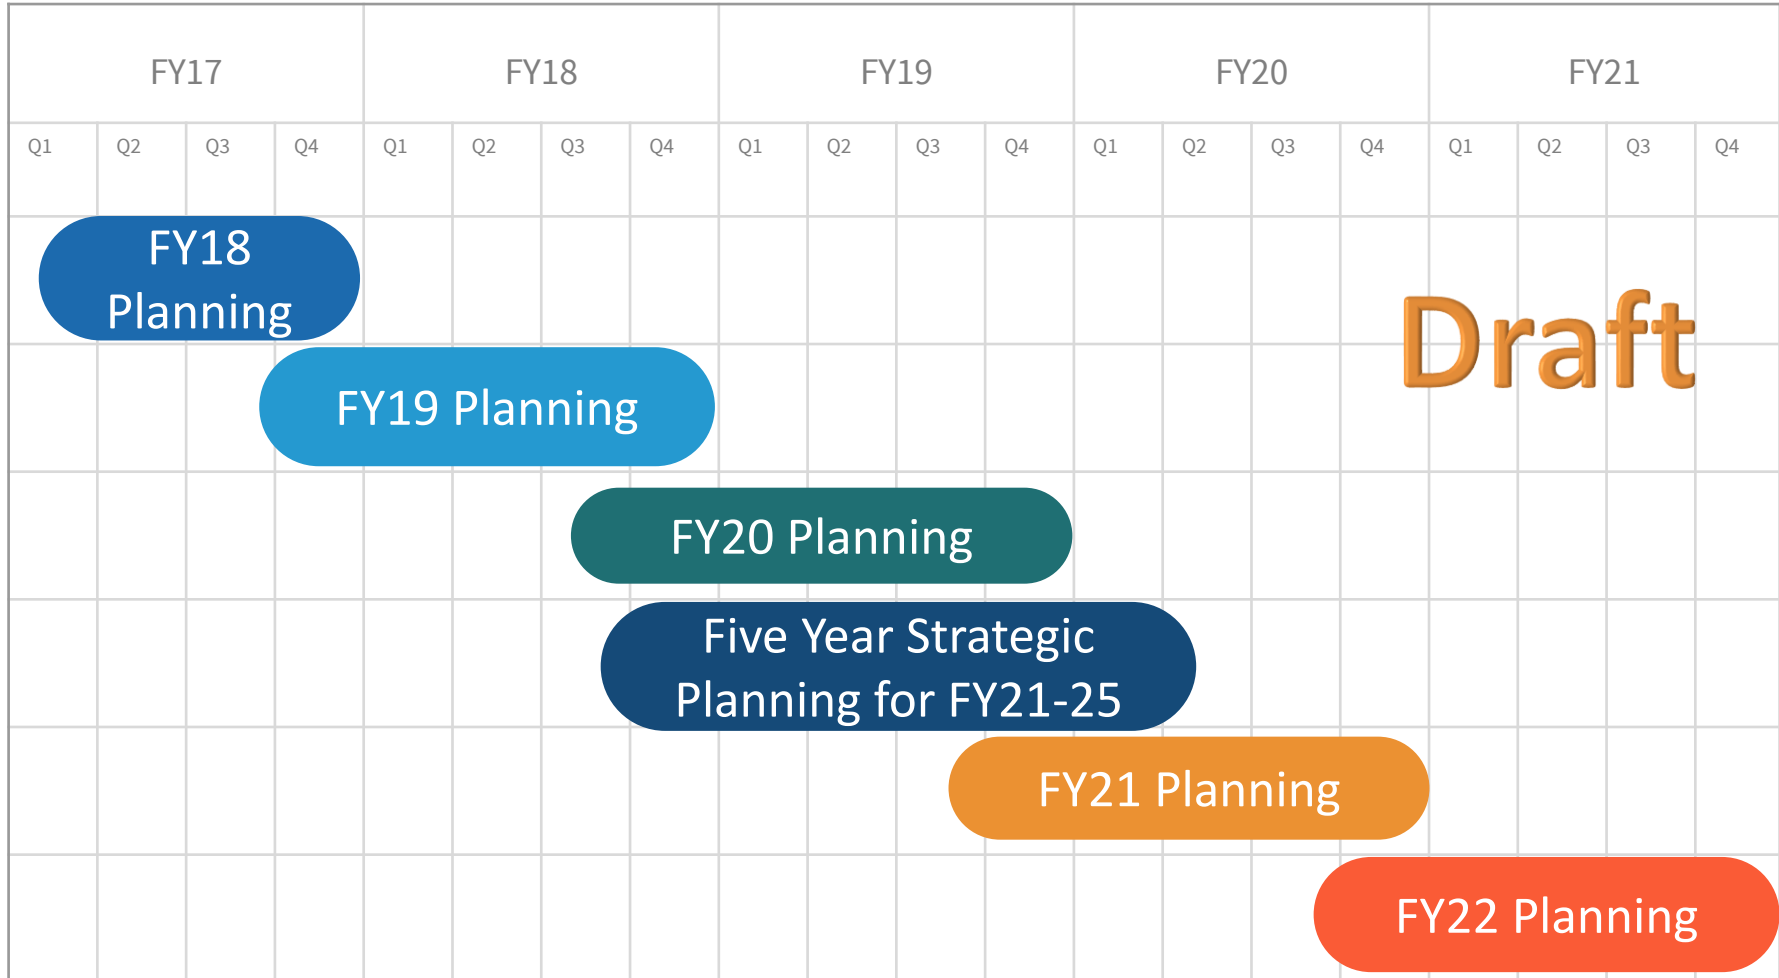 FY17 FY18 FY19 FY20 FY21
Q1 Q2 Q3 Q4 Q1 Q2 Q3 Q4 Q1 Q2 Q3 Q4 Q1 Q2 Q3 Q4 Q1 Q2 Q3 Q4
FY18
Planning
Draft
FY19 Planning
FY20 Planning
Five Year Strategic
Planning for FY21-25
FY21 Planning
FY22 Planning